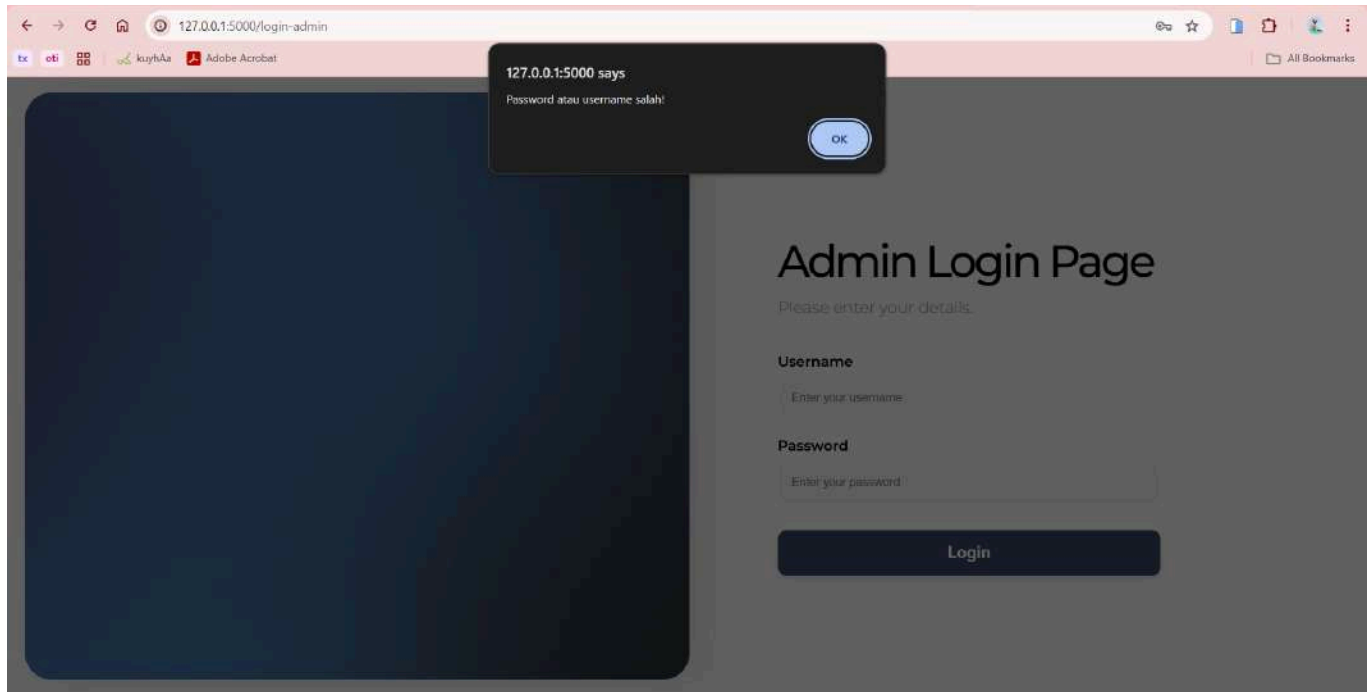 127.0.0.1:5000/login-admin
tx oti kuyhAa Adobe Acrobat All Bookmarks
127.0.0.1:5000 says
Password atau username salah!
OK
Admin Login Page
Please enter your details.
Username
Enter your username
Password
Enter your password
Login